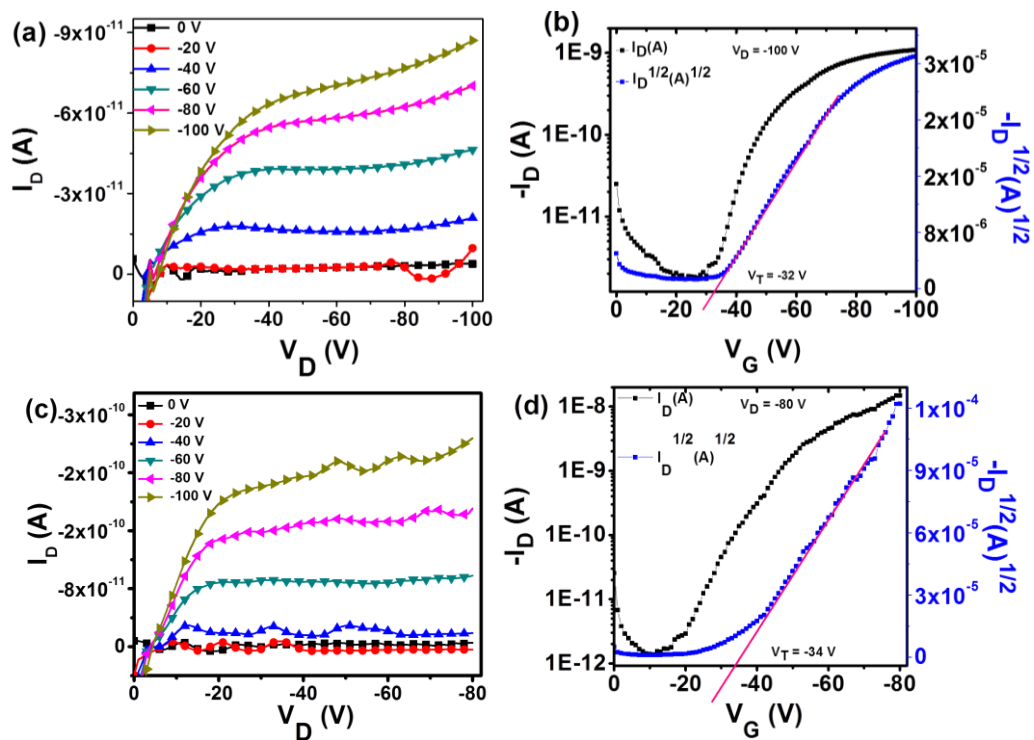 (a)
0 V
-20 V
-40 V
-60 V
-80 V
-100 V
-9x10⁻¹¹
-6x10⁻¹¹
-3x10⁻¹¹
0
I_D (A)
0 -20 -40 -60 -80 -100
V_D (V)
(b)
I_D(A)
I_D^1/2(A)^1/2
V_D = -100 V
V_T = -32 V
1E-9
1E-10
1E-11
-I_D (A)
3x10⁻⁵
2x10⁻⁵
2x10⁻⁵
8x10⁻⁶
0
-I_D^1/2(A)^1/2
0 -20 -40 -60 -80 -100
V_G (V)
(c)
0 V
-20 V
-40 V
-60 V
-80 V
-100 V
-3x10⁻¹⁰
-2x10⁻¹⁰
-2x10⁻¹⁰
-8x10⁻¹¹
0
I_D (A)
0 -20 -40 -60 -80
V_D (V)
(d)
I_D(A)
1/2 1/2
I_D (A)
V_D = -80 V
V_T = -34 V
1E-8
1E-9
1E-10
1E-11
1E-12
-I_D (A)
1x10⁻⁴
9x10⁻⁵
6x10⁻⁵
3x10⁻⁵
0
-I_D^1/2(A)^1/2
0 -20 -40 -60 -80
V_G (V)